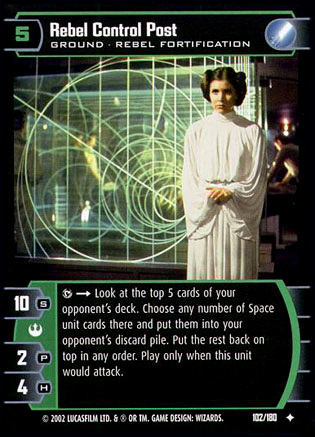 5 Rebel Control Post
GROUND · REBEL FORTIFICATION
10 S
2 P
4 H
→ Look at the top 5 cards of your
opponent's deck. Choose any number of Space
unit cards there and put them into your
opponent's discard pile. Put the rest back on
top in any order. Play only when this unit
would attack.
© 2002 LUCASFILM LTD. & ® OR TM. GAME DESIGN: WIZARDS. 102/180